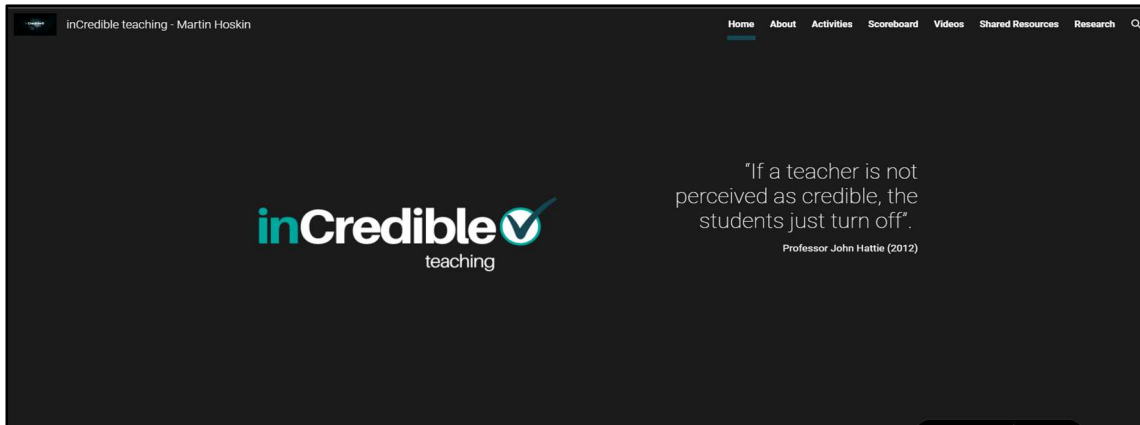 inCredible teaching - Martin Hoskin
Home About Activities Scoreboard Videos Shared Resources Research
inCredible
teaching
"If a teacher is not
perceived as credible, the
students just turn off".
Professor John Hattie (2012)